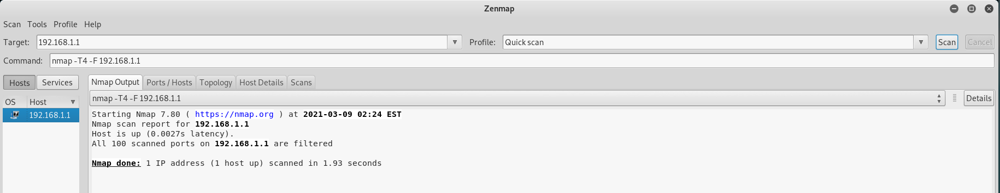 Zenmap
Scan Tools Profile Help
Target: 192.168.1.1 Profile: Quick scan Scan Cancel
Command: nmap -T4 -F 192.168.1.1
Hosts Services Nmap Output Ports / Hosts Topology Host Details Scans
nmap -T4 -F 192.168.1.1 Details
OS Host
192.168.1.1
Starting Nmap 7.80 ( https://nmap.org ) at 2021-03-09 02:24 EST
Nmap scan report for 192.168.1.1
Host is up (0.0027s latency).
All 100 scanned ports on 192.168.1.1 are filtered
Nmap done: 1 IP address (1 host up) scanned in 1.93 seconds